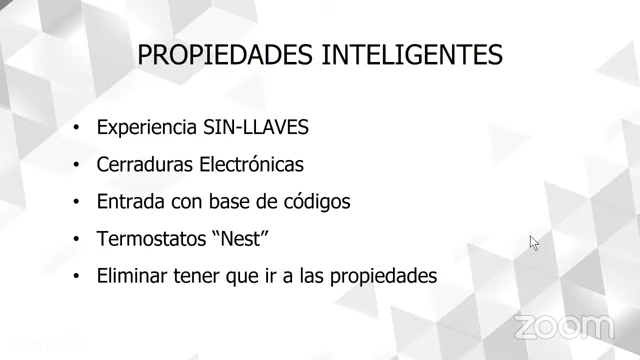 PROPIEDADES INTELIGENTES
• Experiencia SIN-LLAVES
• Cerraduras Electrónicas
• Entrada con base de códigos
• Termostatos “Nest”
• Eliminar tener que ir a las propiedades
zoom